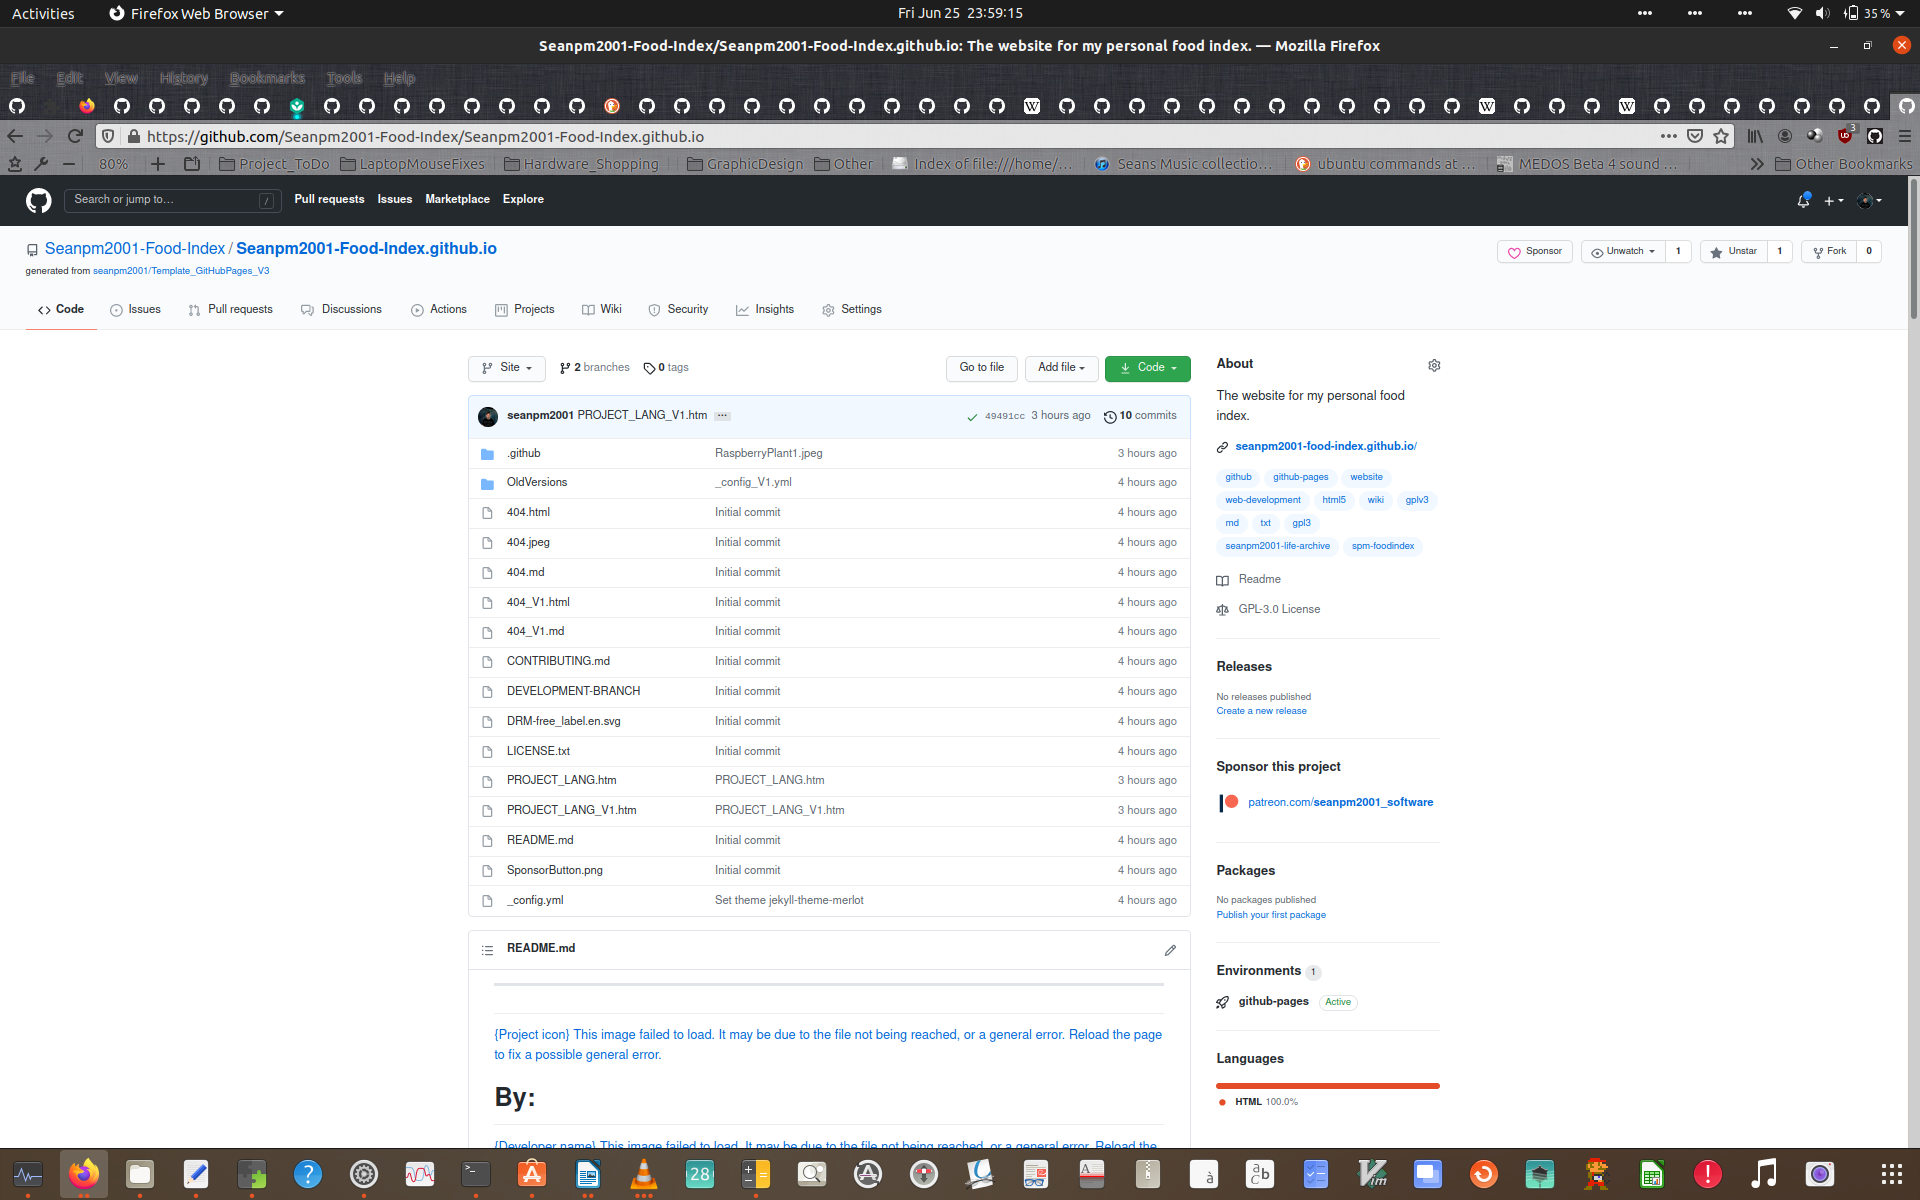 Activities
Firefox Web Browser
Fri Jun 25 23:59:15
35 %
Seanpm2001-Food-Index/Seanpm2001-Food-Index.github.io: The website for my personal food index. — Mozilla Firefox
File Edit View History Bookmarks Tools Help
https://github.com/Seanpm2001-Food-Index/Seanpm2001-Food-Index.github.io
3
80%
Project_ToDo
LaptopMouseFixes
Hardware_Shopping
GraphicDesign
Other
Index of file:///home/...
Seans Music collectio...
ubuntu commands at ...
MEDOS Beta 4 sound ...
Other Bookmarks
Search or jump to...
/
Pull requests Issues Marketplace Explore
Seanpm2001-Food-Index / Seanpm2001-Food-Index.github.io
generated from seanpm2001/Template_GitHubPages_V3
Sponsor
Unwatch 1
Unstar 1
Fork 0
Code Issues Pull requests Discussions Actions Projects Wiki Security Insights Settings
Site
2 branches
0 tags
Go to file
Add file
Code
seanpm2001 PROJECT_LANG_V1.htm ...
49491cc 3 hours ago
10 commits
.github RaspberryPlant1.jpeg 3 hours ago
OldVersions _config_V1.yml 4 hours ago
404.html Initial commit 4 hours ago
404.jpeg Initial commit 4 hours ago
404.md Initial commit 4 hours ago
404_V1.html Initial commit 4 hours ago
404_V1.md Initial commit 4 hours ago
CONTRIBUTING.md Initial commit 4 hours ago
DEVELOPMENT-BRANCH Initial commit 4 hours ago
DRM-free_label.en.svg Initial commit 4 hours ago
LICENSE.txt Initial commit 4 hours ago
PROJECT_LANG.htm PROJECT_LANG.htm 3 hours ago
PROJECT_LANG_V1.htm PROJECT_LANG_V1.htm 3 hours ago
README.md Initial commit 4 hours ago
SponsorButton.png Initial commit 4 hours ago
_config.yml Set theme jekyll-theme-merlot 4 hours ago
README.md
{Project icon} This image failed to load. It may be due to the file not being reached, or a general error. Reload the page
to fix a possible general error.
By:
{Developer name} This image failed to load. It may be due to the file not being reached, or a general error. Reload the
About
The website for my personal food
index.
seanpm2001-food-index.github.io/
github github-pages website
web-development html5 wiki gplv3
md txt gpl3
seanpm2001-life-archive spm-foodindex
Readme
GPL-3.0 License
Releases
No releases published
Create a new release
Sponsor this project
patreon.com/seanpm2001_software
Packages
No packages published
Publish your first package
Environments 1
github-pages Active
Languages
HTML 100.0%
28